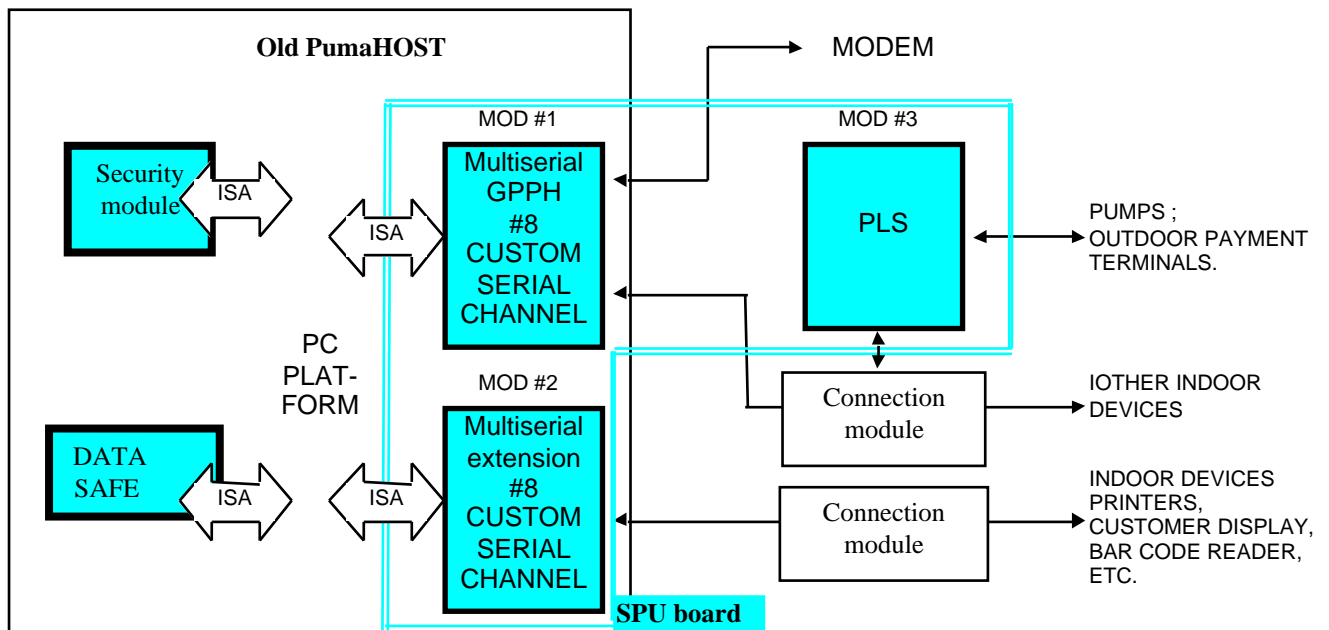 Old PumaHOST
MODEM
MOD #1
MOD #3
Security
module
ISA
ISA
Multiserial
GPPH
#8
CUSTOM
SERIAL
CHANNEL
PLS
PUMPS ;
OUTDOOR PAYMENT
TERMINALS.
PC
PLAT-
FORM
MOD #2
Connection
module
IOTHER INDOOR
DEVICES
DATA
SAFE
ISA
ISA
Multiserial
extension
#8
CUSTOM
SERIAL
CHANNEL
Connection
module
INDOOR DEVICES
PRINTERS,
CUSTOMER DISPLAY,
BAR CODE READER,
ETC.
SPU board